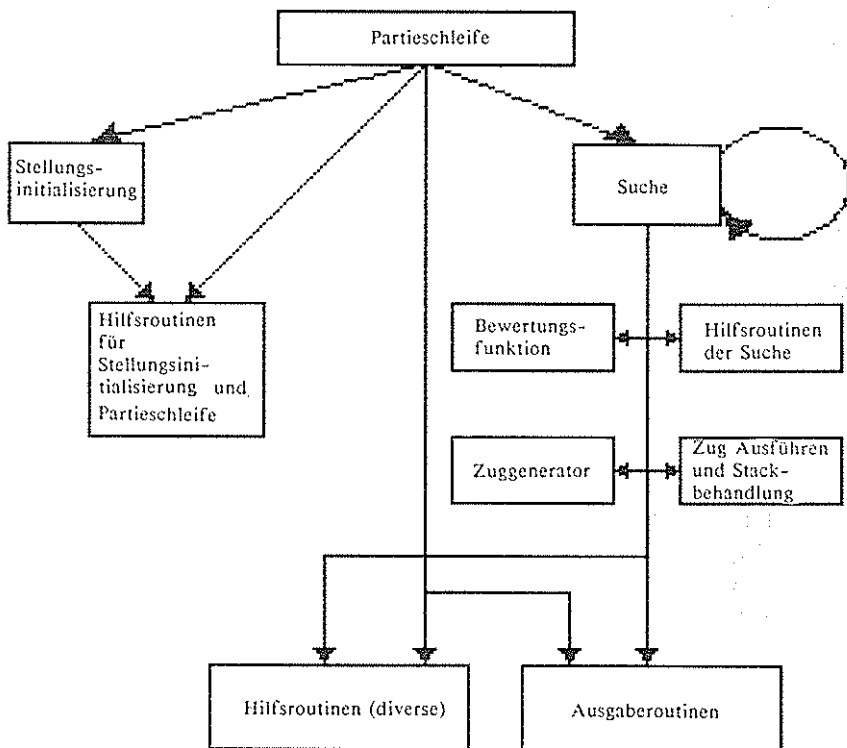 Partieschleife
Stellungs-
initialisierung
Suche
Hilfsroutinen
für
Stellungsini-
tialisierung und
Partieschleife
Bewertungs-
funktion
Hilfsroutinen
der Suche
Zuggenerator
Zug Ausführen
und Stack-
behandlung
Hilfsroutinen (diverse)
Ausgaberoutinen